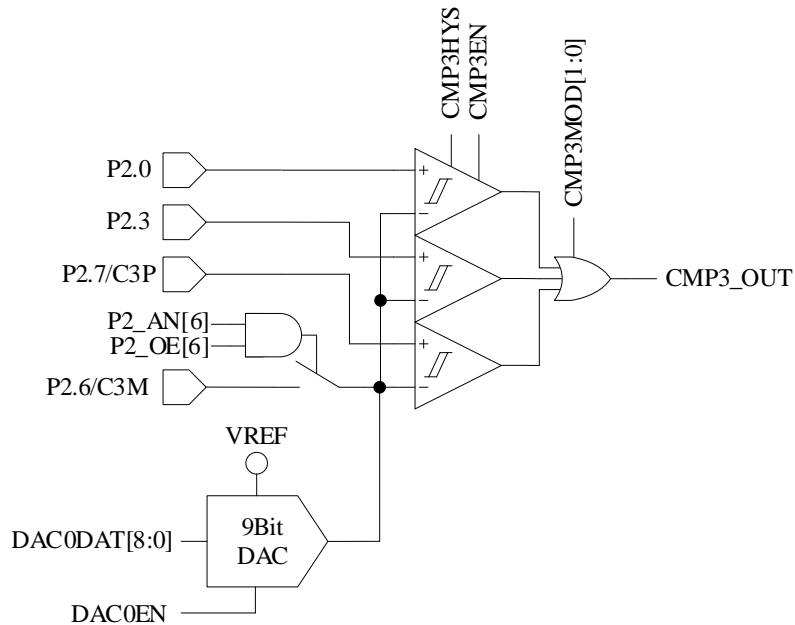 CMP3HYS
CMP3EN
CMP3MOD[1:0]
P2.0
+
−
P2.3
+
−
P2.7/C3P
CMP3_OUT
P2_AN[6]
P2_OE[6]
+
−
P2.6/C3M
VREF
DAC0DAT[8:0]
9Bit
DAC
DAC0EN